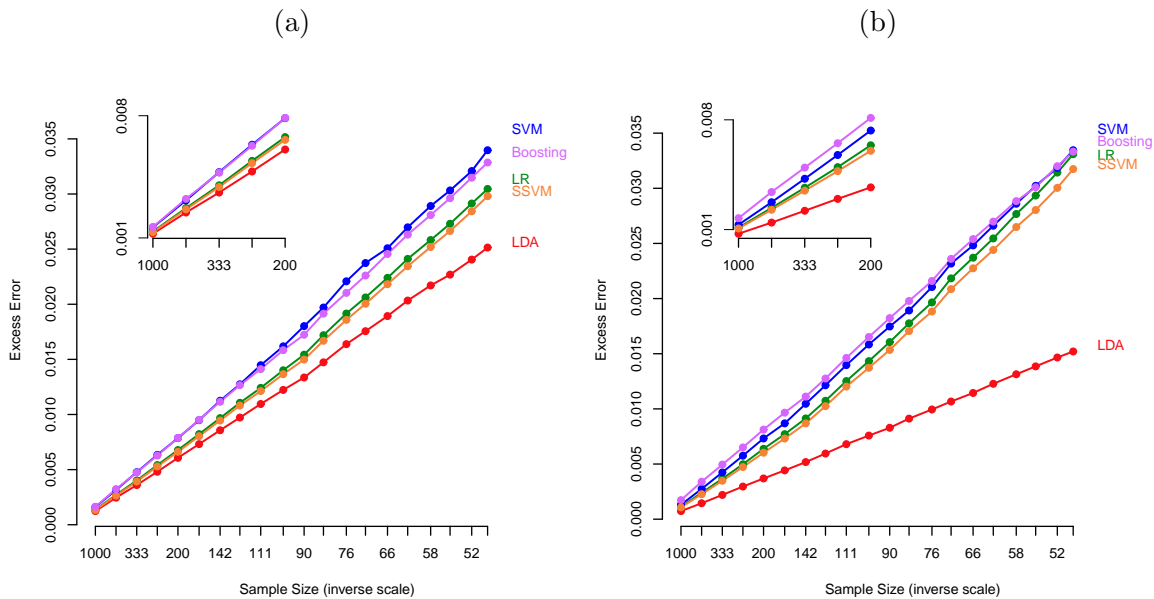 (a)
(b)
0.035
0.030
0.025
0.020
0.015
0.010
0.005
0.000
Excess Error
1000
333
200
142
111
90
76
66
58
52
Sample Size (inverse scale)
SVM
Boosting
LR
SSVM
LDA
0.008
0.001
1000
333
200
0.035
0.030
0.025
0.020
0.015
0.010
0.005
0.000
Excess Error
1000
333
200
142
111
90
76
66
58
52
Sample Size (inverse scale)
SVM
Boosting
LR
SSVM
LDA
0.008
0.001
1000
333
200